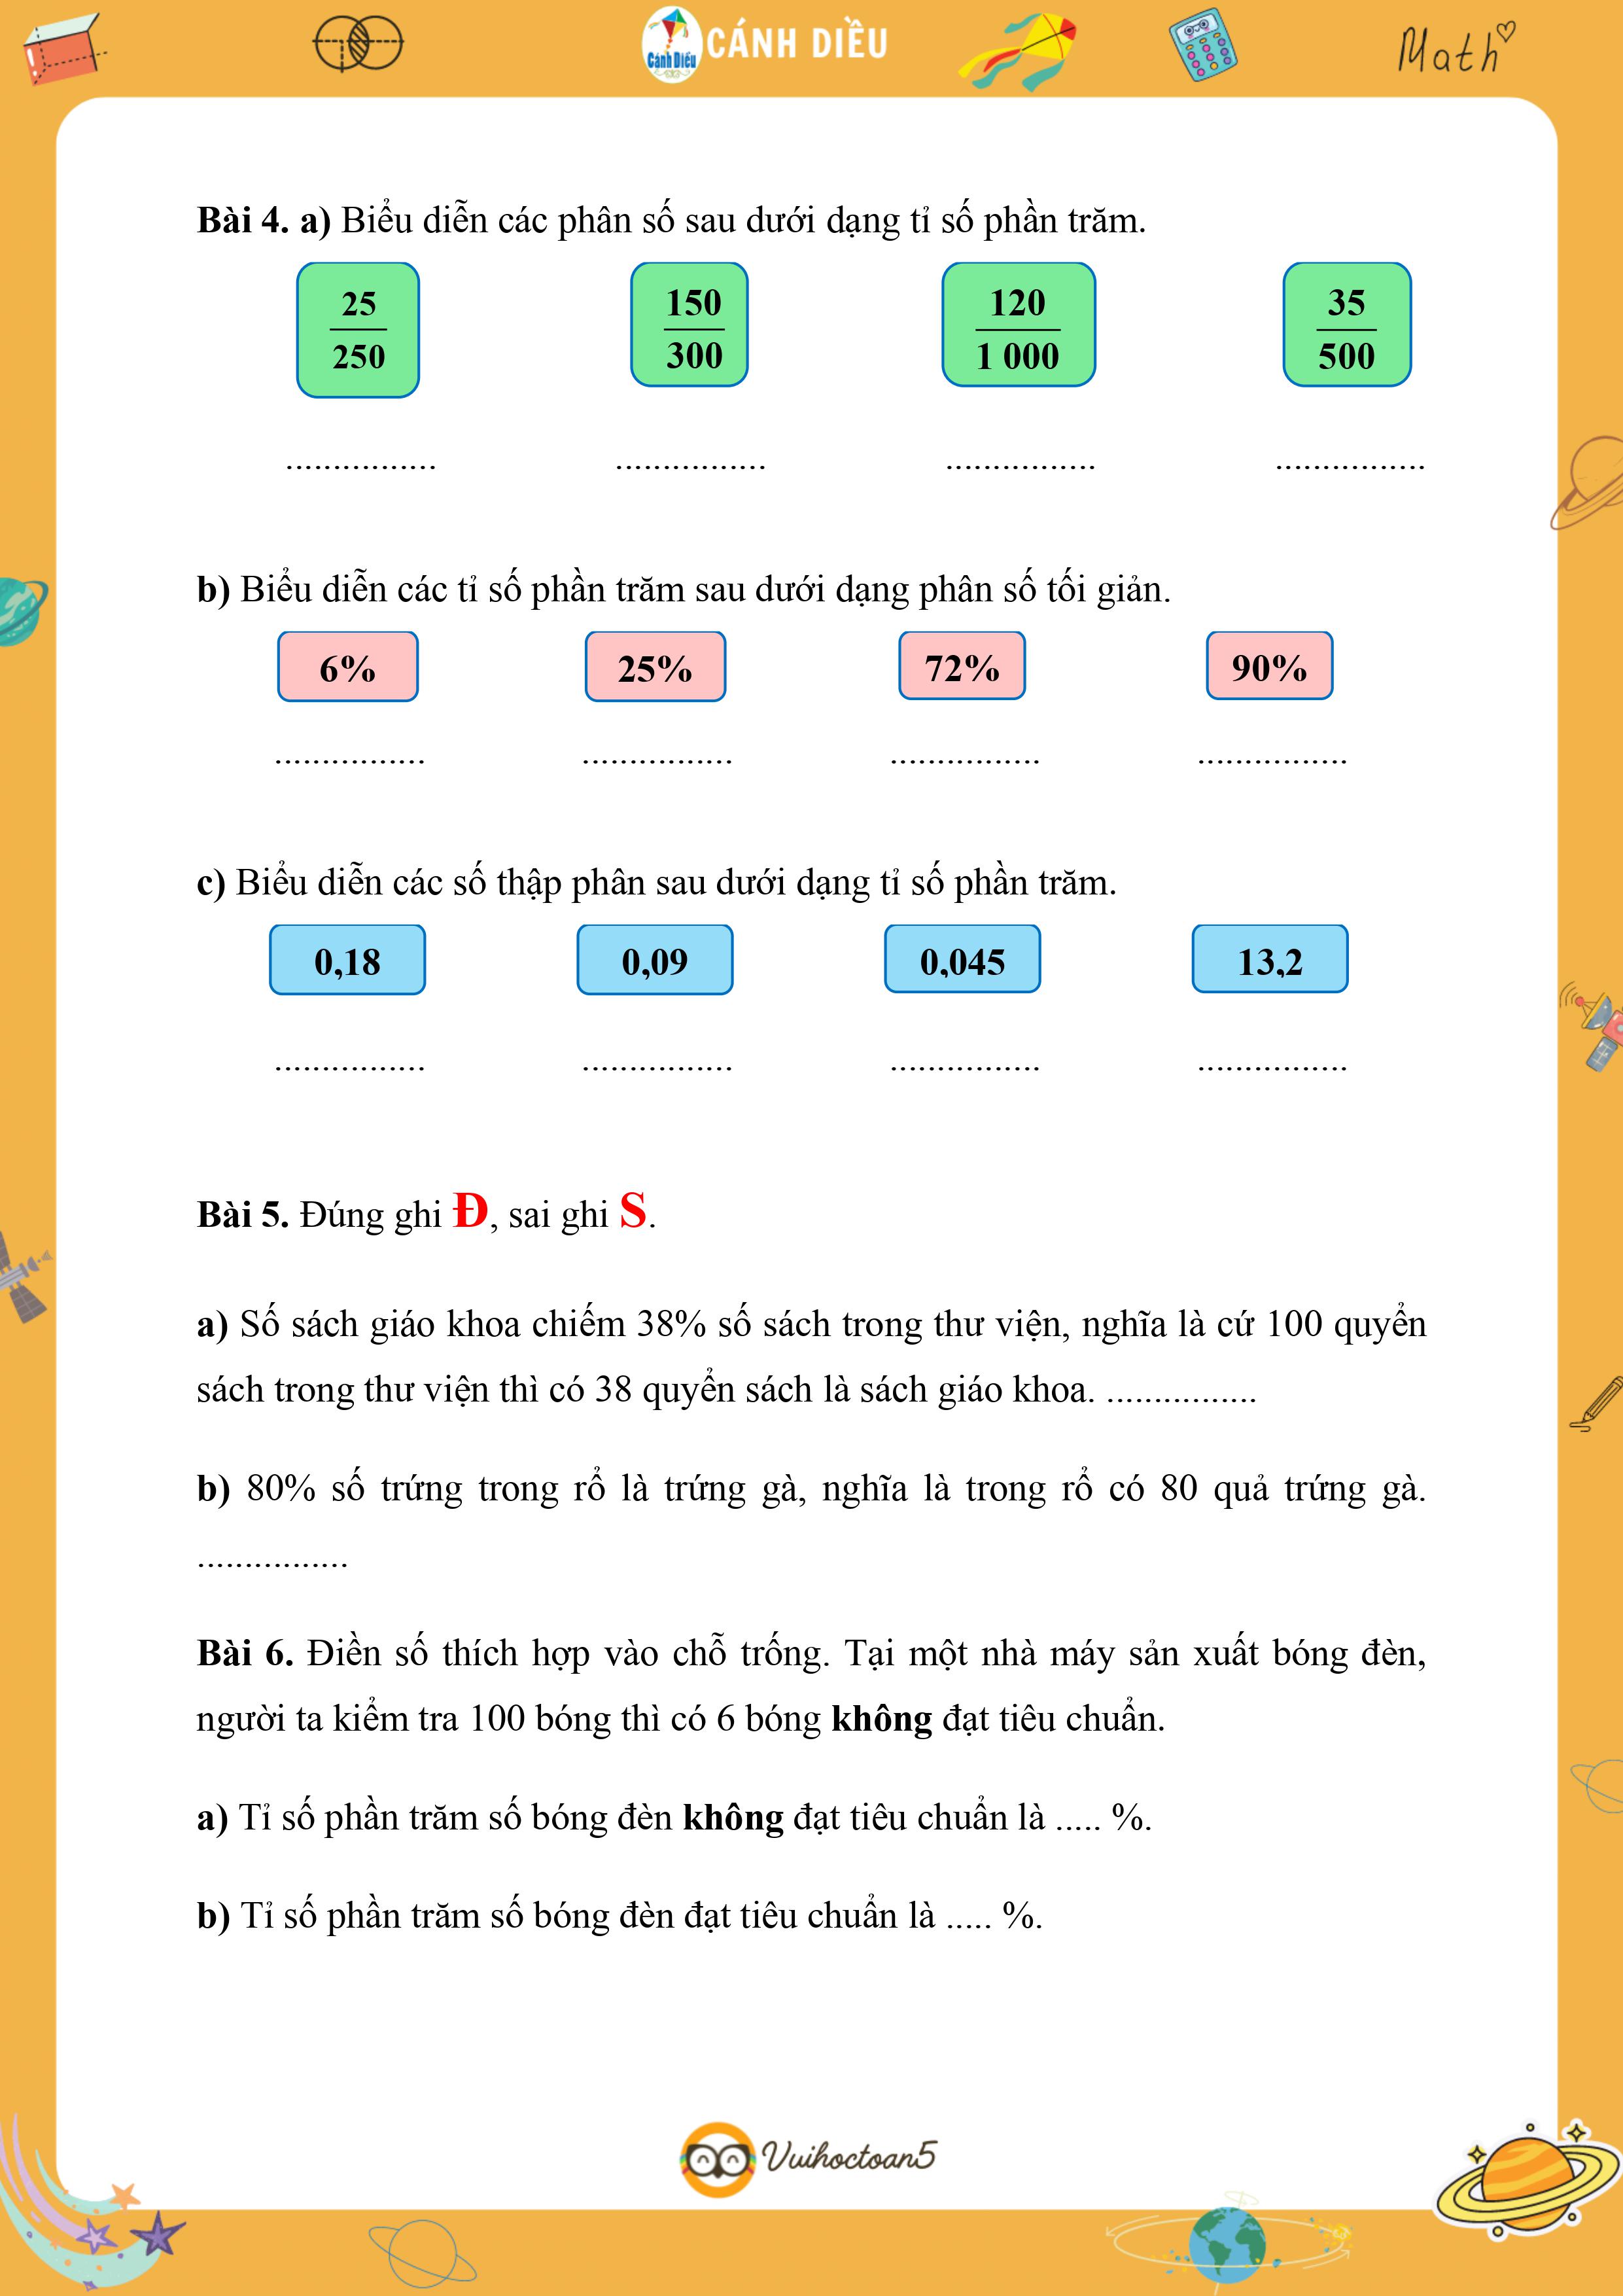 Cánh Diều CÁNH DIỀU Math
Bài 4. a) Biểu diễn các phân số sau dưới dạng tỉ số phần trăm.
25 150 120 35
250 300 1 000 500
................ ................ ................ ................
b) Biểu diễn các tỉ số phần trăm sau dưới dạng phân số tối giản.
6% 25% 72% 90%
................ ................ ................ ................
c) Biểu diễn các số thập phân sau dưới dạng tỉ số phần trăm.
0,18 0,09 0,045 13,2
................ ................ ................ ................
Bài 5. Đúng ghi Đ, sai ghi S.
a) Số sách giáo khoa chiếm 38% số sách trong thư viện, nghĩa là cứ 100 quyển
sách trong thư viện thì có 38 quyển sách là sách giáo khoa. ................
b) 80% số trứng trong rổ là trứng gà, nghĩa là trong rổ có 80 quả trứng gà.
................
Bài 6. Điền số thích hợp vào chỗ trống. Tại một nhà máy sản xuất bóng đèn,
người ta kiểm tra 100 bóng thì có 6 bóng không đạt tiêu chuẩn.
a) Tỉ số phần trăm số bóng đèn không đạt tiêu chuẩn là ..... %.
b) Tỉ số phần trăm số bóng đèn đạt tiêu chuẩn là ..... %.
Vuihoctoan5